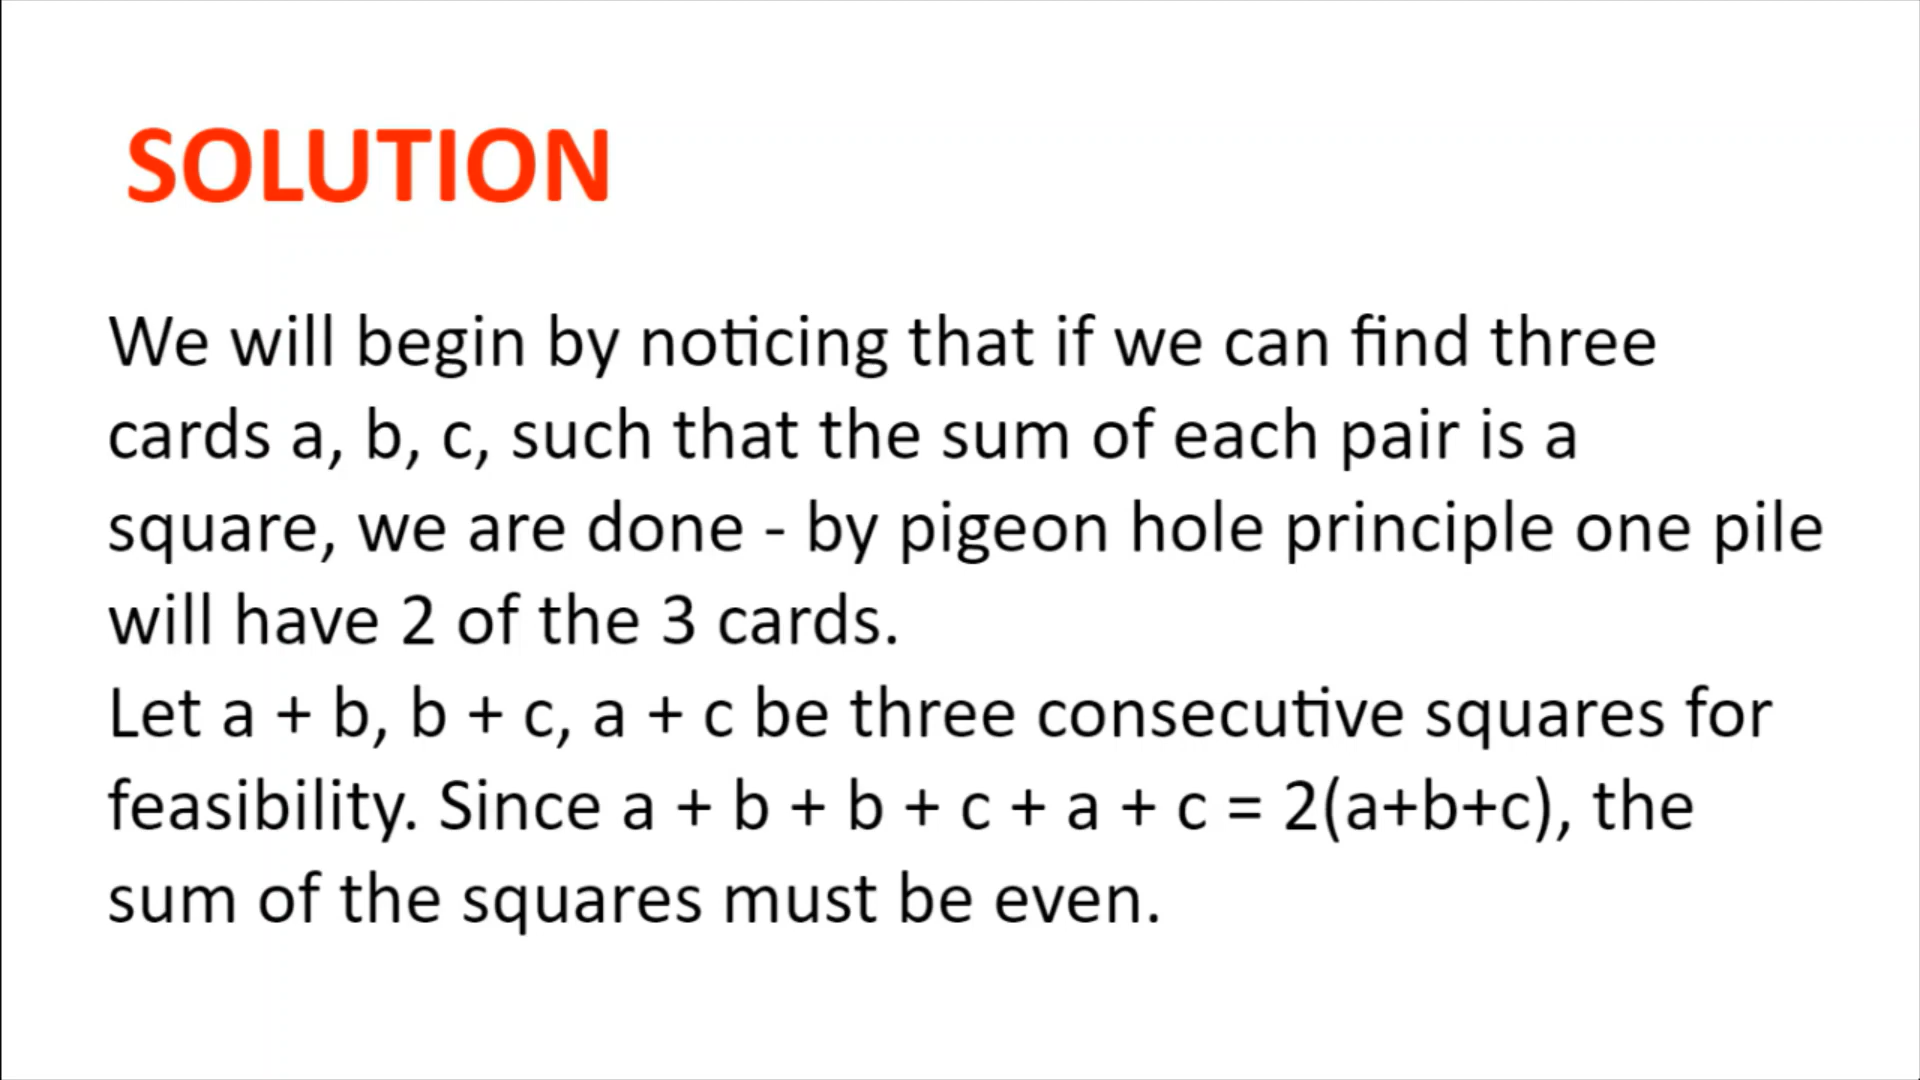 SOLUTION
We will begin by noticing that if we can find three
cards a, b, c, such that the sum of each pair is a
square, we are done - by pigeon hole principle one pile
will have 2 of the 3 cards.
Let a + b, b + c, a + c be three consecutive squares for
feasibility. Since a + b + b + c + a + c = 2(a+b+c), the
sum of the squares must be even.